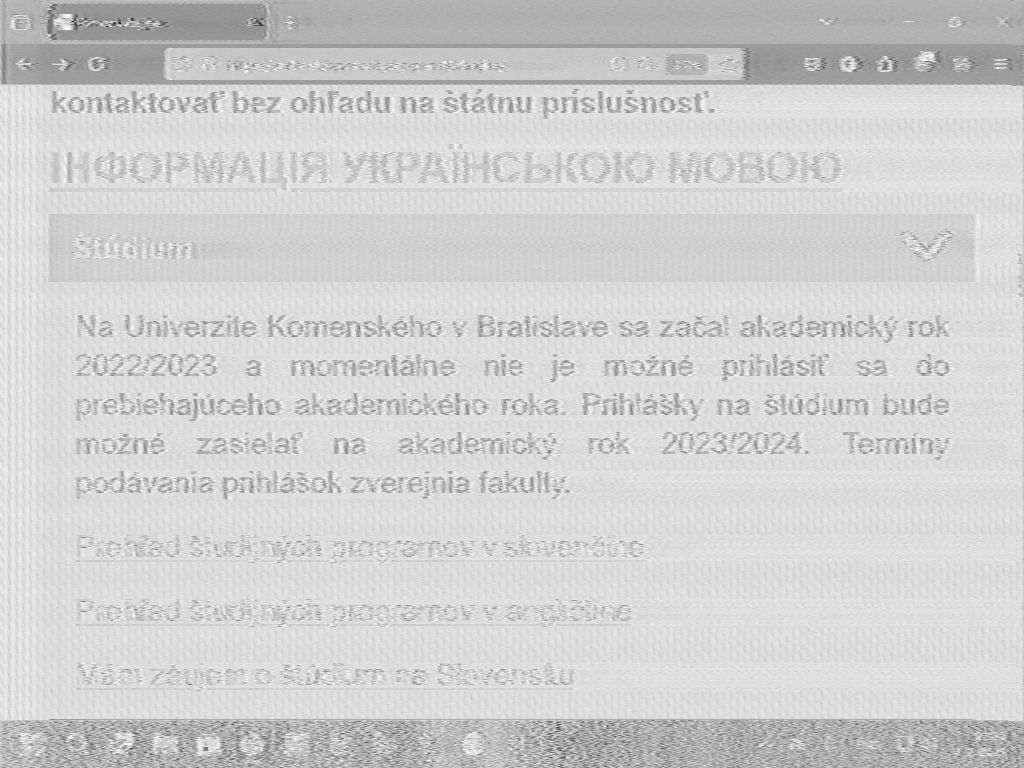 kontaktovať bez ohľadu na štátnu príslušnosť.
ІНФОРМАЦІЯ УКРАЇНСЬКОЮ МОВОЮ
Štúdium
Na Univerzite Komenského v Bratislave sa začal akademický rok
2022/2023 a momentálne nie je možné prihlásiť sa do
prebiehajúceho akademického roka. Prihlášky na štúdium bude
možné zasielať na akademický rok 2023/2024. Termíny
podávania prihlášok zverejnia fakulty.
Prehľad študijných programov v slovenčine
Prehľad študijných programov v angličtine
Mám záujem o štúdium na Slovensku